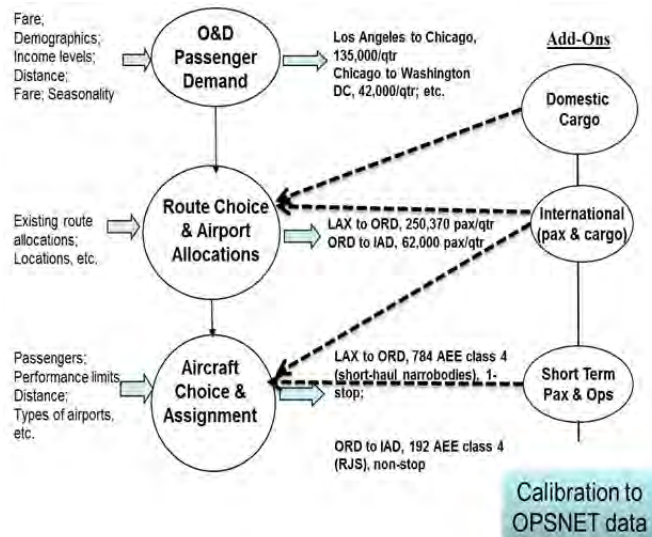 Fare;
Demographics;
Income levels;
Distance;
Fare; Seasonality
O&D
Passenger
Demand
Los Angeles to Chicago,
135,000/qtr
Chicago to Washington
DC, 42,000/qtr; etc.
Add-Ons
Domestic
Cargo
Existing route
allocations;
Locations, etc.
Route Choice
& Airport
Allocations
LAX to ORD, 250,370 pax/qtr
ORD to IAD, 62,000 pax/qtr
International
(pax & cargo)
Passengers;
Performance limits
Distance;
Types of airports,
etc.
Aircraft
Choice &
Assignment
LAX to ORD, 784 AEE class 4
(short-haul narrobodies), 1-
stop;
ORD to IAD, 192 AEE class 4
(RJS), non-stop
Short Term
Pax & Ops
Calibration to
OPSNET data